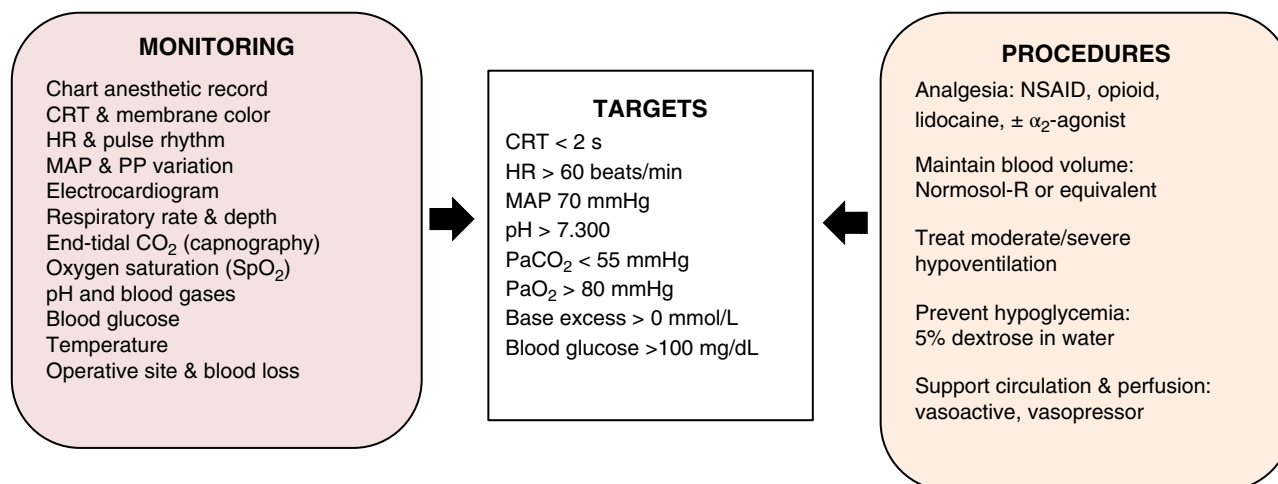 MONITORING
Chart anesthetic record
CRT & membrane color
HR & pulse rhythm
MAP & PP variation
Electrocardiogram
Respiratory rate & depth
End-tidal CO₂ (capnography)
Oxygen saturation (SpO₂)
pH and blood gases
Blood glucose
Temperature
Operative site & blood loss
TARGETS
CRT < 2 s
HR > 60 beats/min
MAP 70 mmHg
pH > 7.300
PaCO₂ < 55 mmHg
PaO₂ > 80 mmHg
Base excess > 0 mmol/L
Blood glucose >100 mg/dL
PROCEDURES
Analgesia: NSAID, opioid,
lidocaine, ± α₂-agonist
Maintain blood volume:
Normosol-R or equivalent
Treat moderate/severe
hypoventilation
Prevent hypoglycemia:
5% dextrose in water
Support circulation & perfusion:
vasoactive, vasopressor